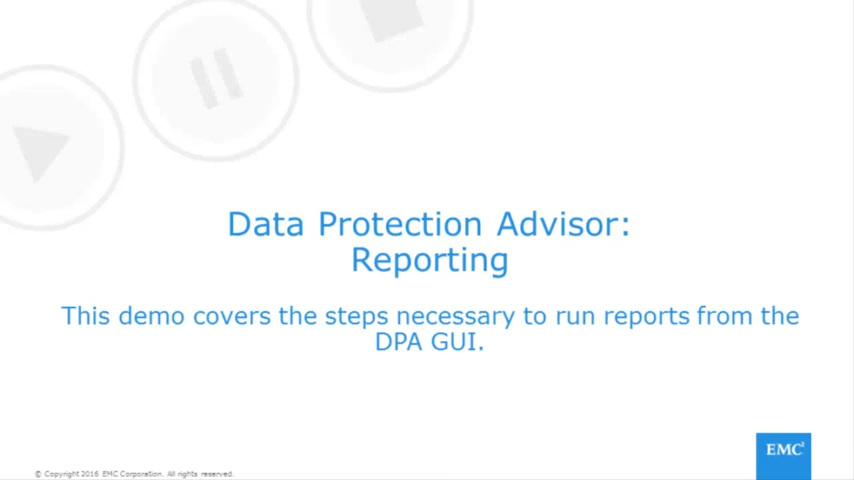 Data Protection Advisor:
Reporting
This demo covers the steps necessary to run reports from the
DPA GUI.
EMC²
© Copyright 2016 EMC Corporation. All rights reserved.